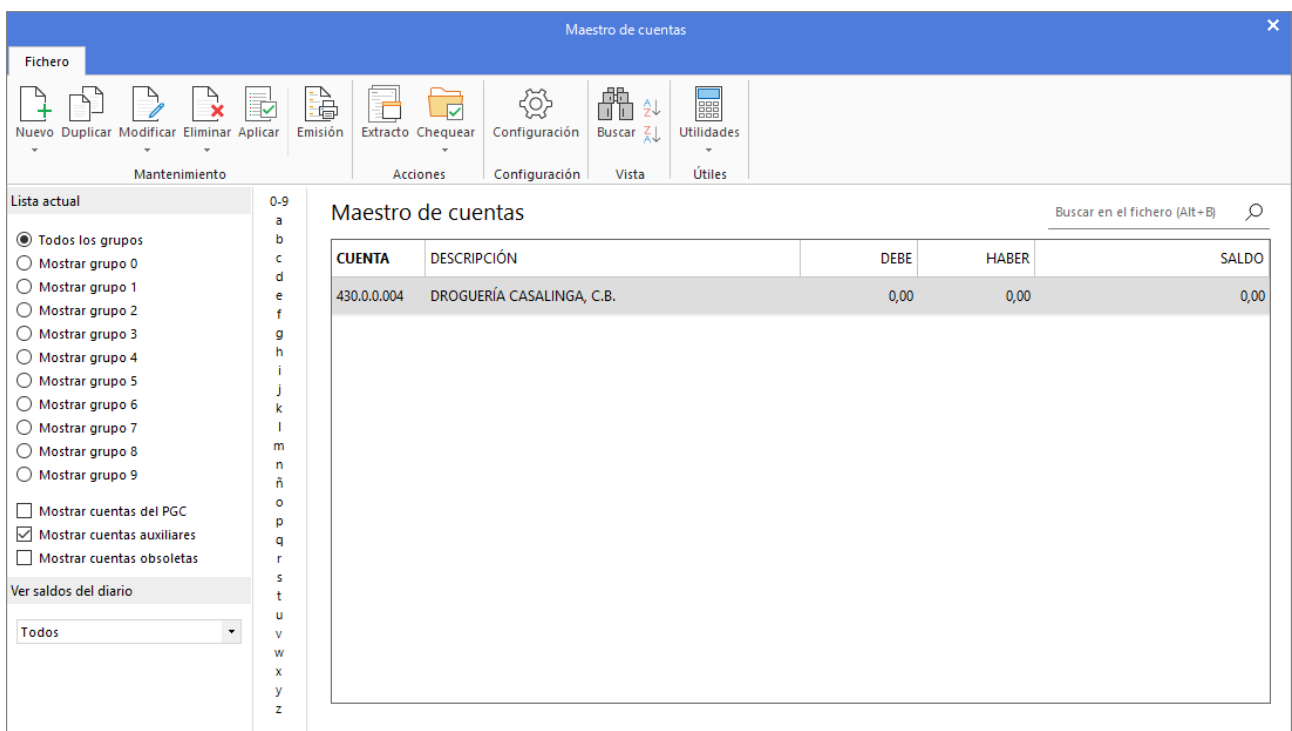 Maestro de cuentas
Fichero
Nuevo Duplicar Modificar Eliminar Aplicar Emisión Extracto Chequear Configuración Buscar Utilidades
Mantenimiento Acciones Configuración Vista Útiles
Lista actual
Todos los grupos
Mostrar grupo 0
Mostrar grupo 1
Mostrar grupo 2
Mostrar grupo 3
Mostrar grupo 4
Mostrar grupo 5
Mostrar grupo 6
Mostrar grupo 7
Mostrar grupo 8
Mostrar grupo 9
Mostrar cuentas del PGC
Mostrar cuentas auxiliares
Mostrar cuentas obsoletas
Ver saldos del diario
Todos
0-9
a
b
c
d
e
f
g
h
i
j
k
l
m
n
ñ
o
p
q
r
s
t
u
v
w
x
y
z
Maestro de cuentas
Buscar en el fichero (Alt+B)
CUENTA DESCRIPCIÓN DEBE HABER SALDO
430.0.0.004 DROGUERÍA CASALINGA, C.B. 0,00 0,00 0,00